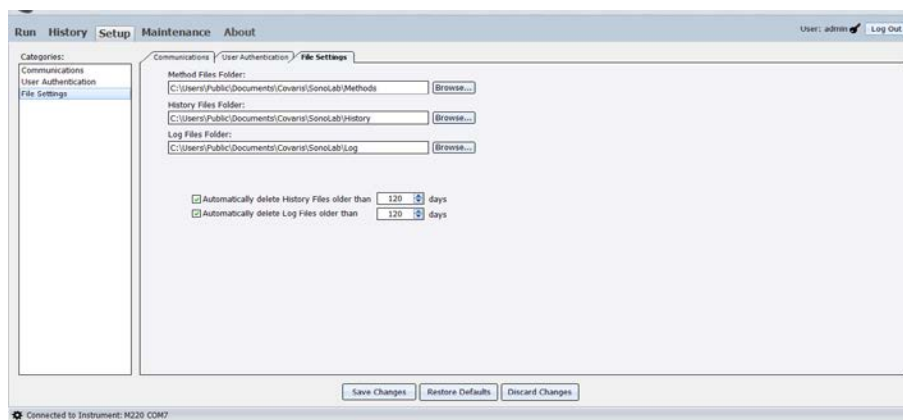 Run History Setup Maintenance About User: admin Log Out
Categories:
Communications
User Authentication
File Settings
Communications User Authentication File Settings
Method Files Folder:
C:\Users\Public\Documents\Covaris\SonoLab\Methods Browse...
History Files Folder:
C:\Users\Public\Documents\Covaris\SonoLab\History Browse...
Log Files Folder:
C:\Users\Public\Documents\Covaris\SonoLab\Log Browse...
Automatically delete History Files older than 120 days
Automatically delete Log Files older than 120 days
Save Changes Restore Defaults Discard Changes
Connected to Instrument: M220 COM7